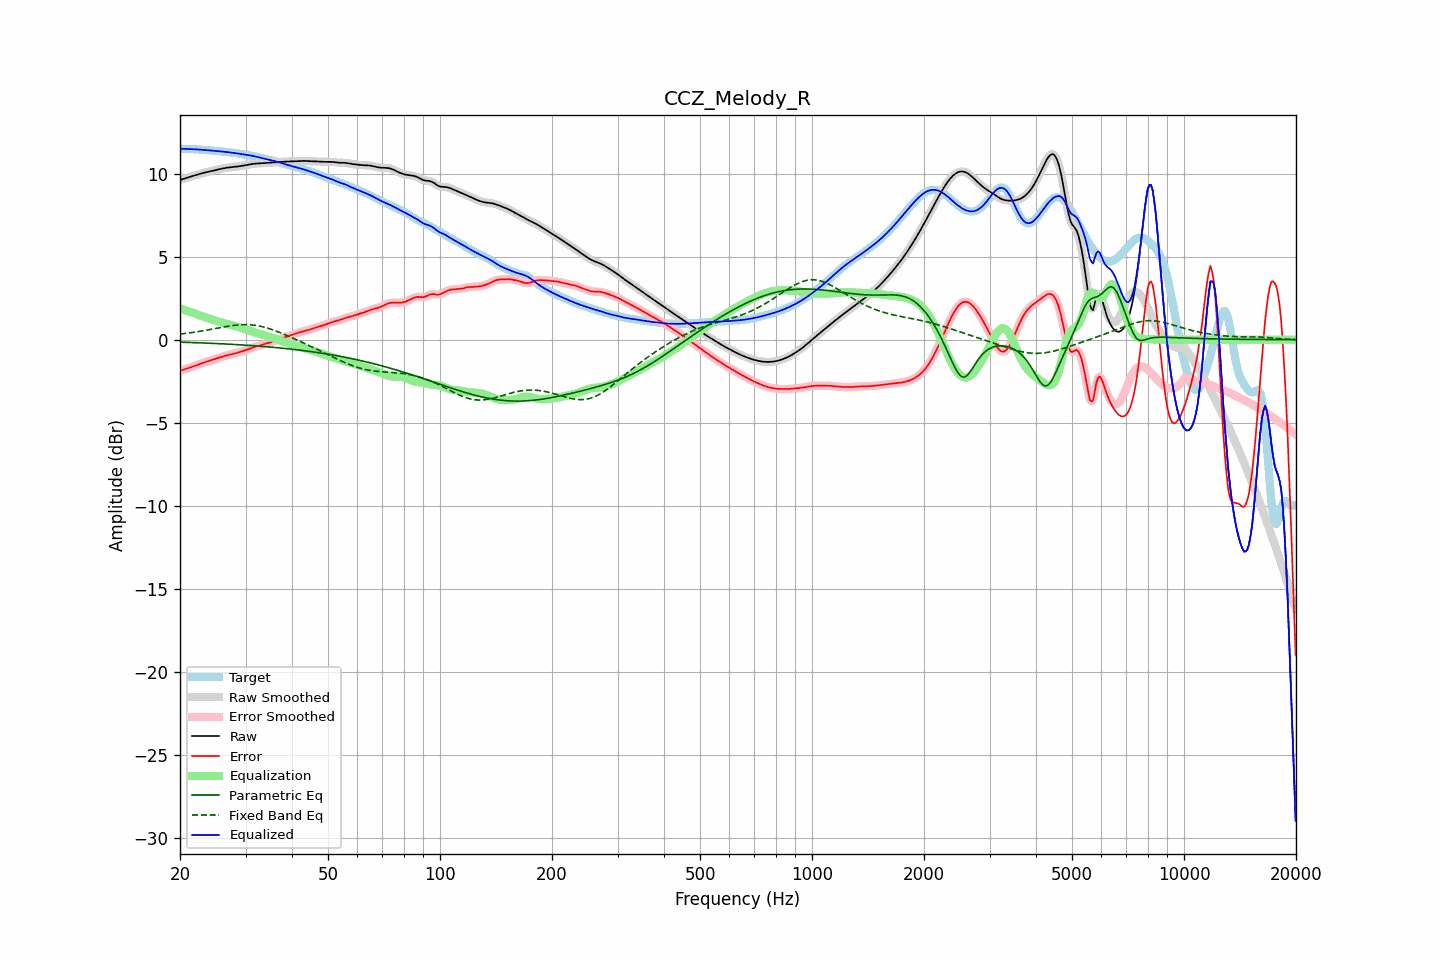 CCZ_Melody_R
Amplitude (dBr)
10
5
0
−5
−10
−15
−20
−25
−30
Target
Raw Smoothed
Error Smoothed
Raw
Error
Equalization
Parametric Eq
Fixed Band Eq
Equalized
20 50 100 200 500 1000 2000 5000 10000 20000
Frequency (Hz)